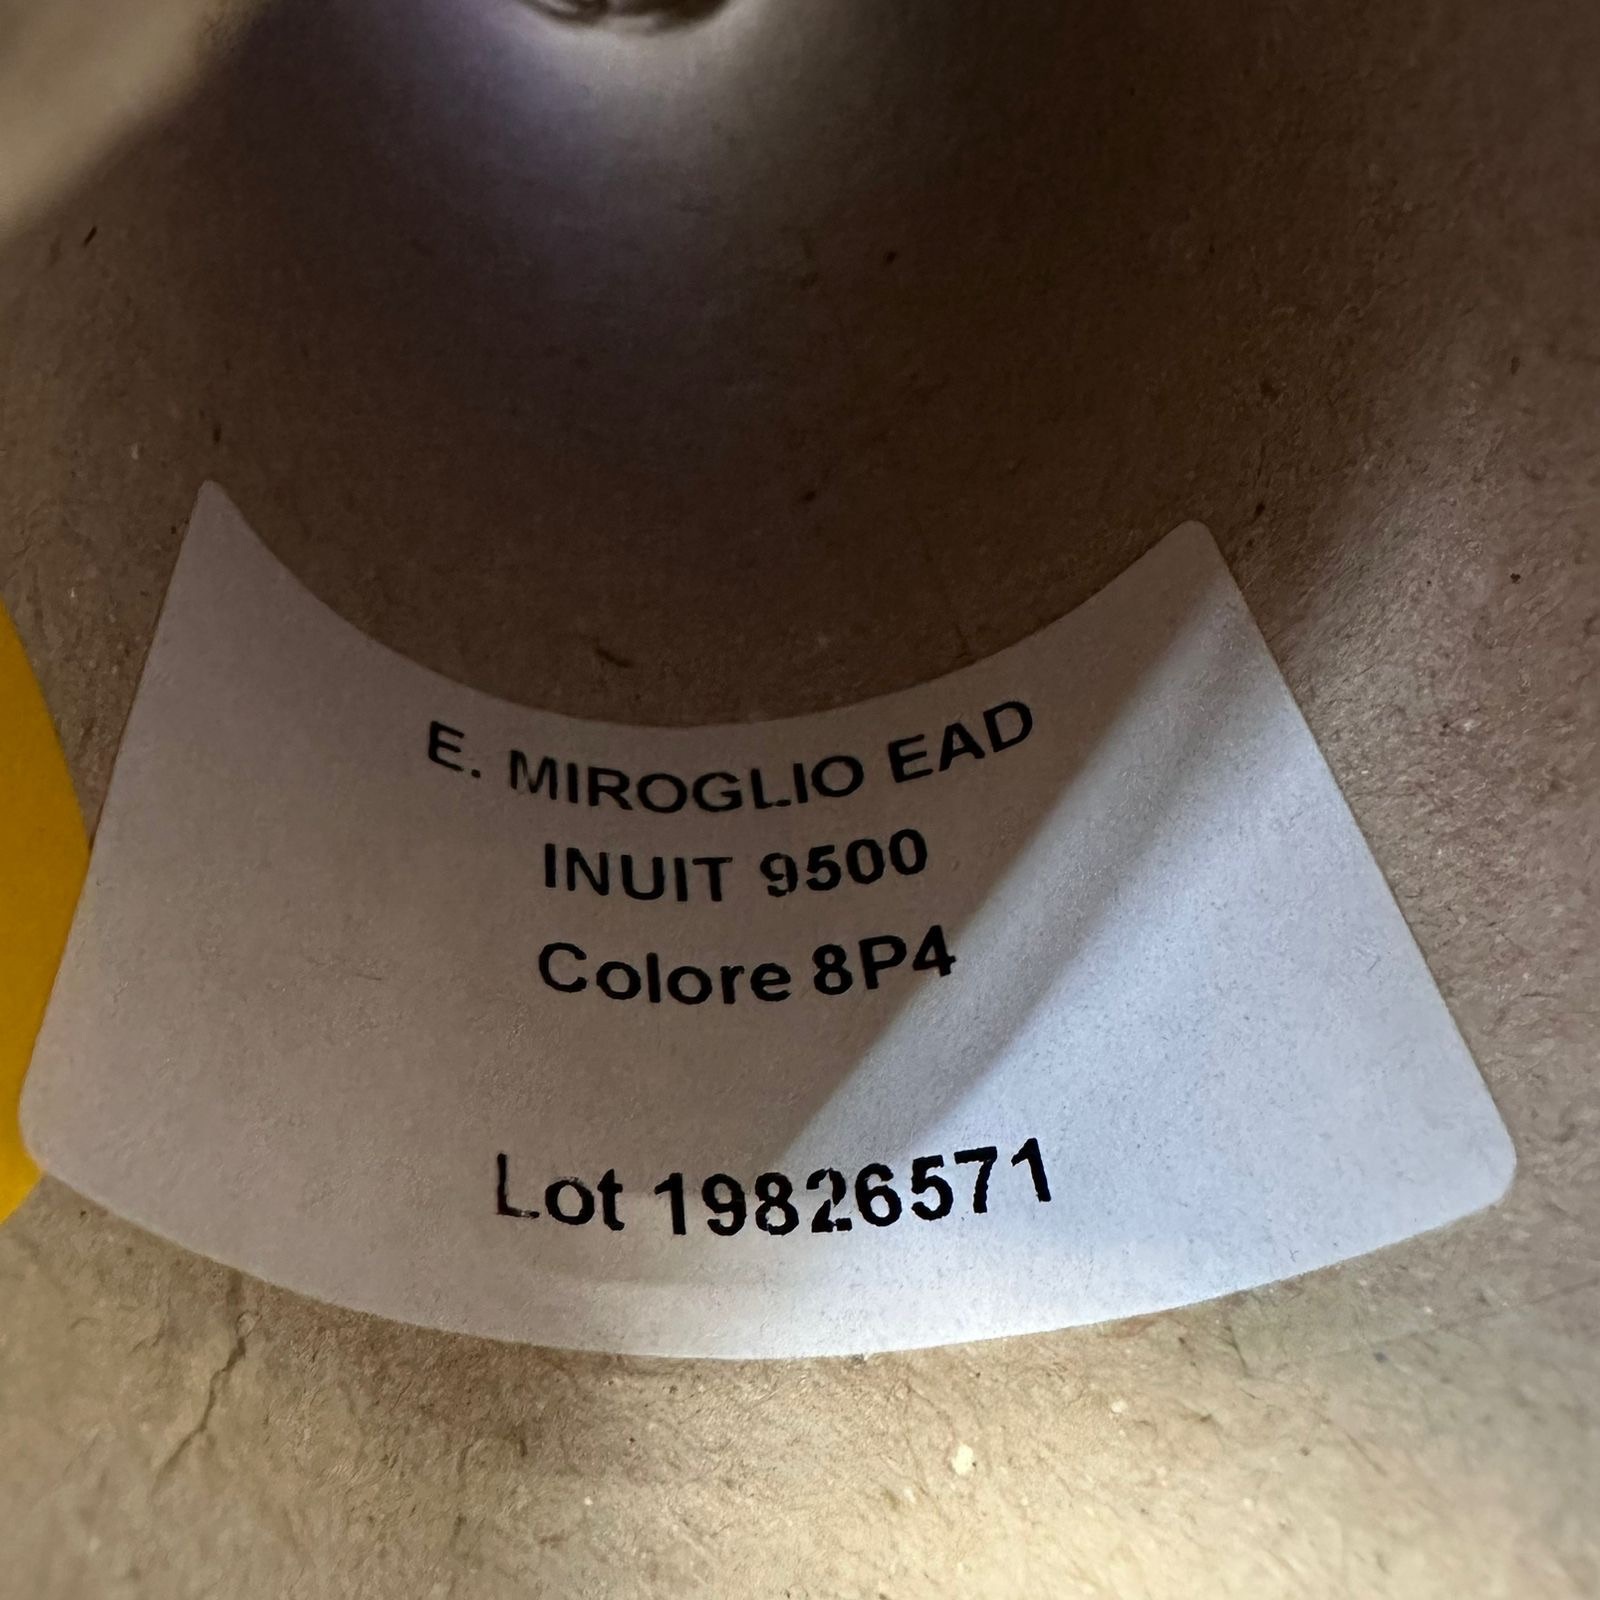 E. MIROGLIO EAD
INUIT 9500
Colore 8P4
Lot 19826571